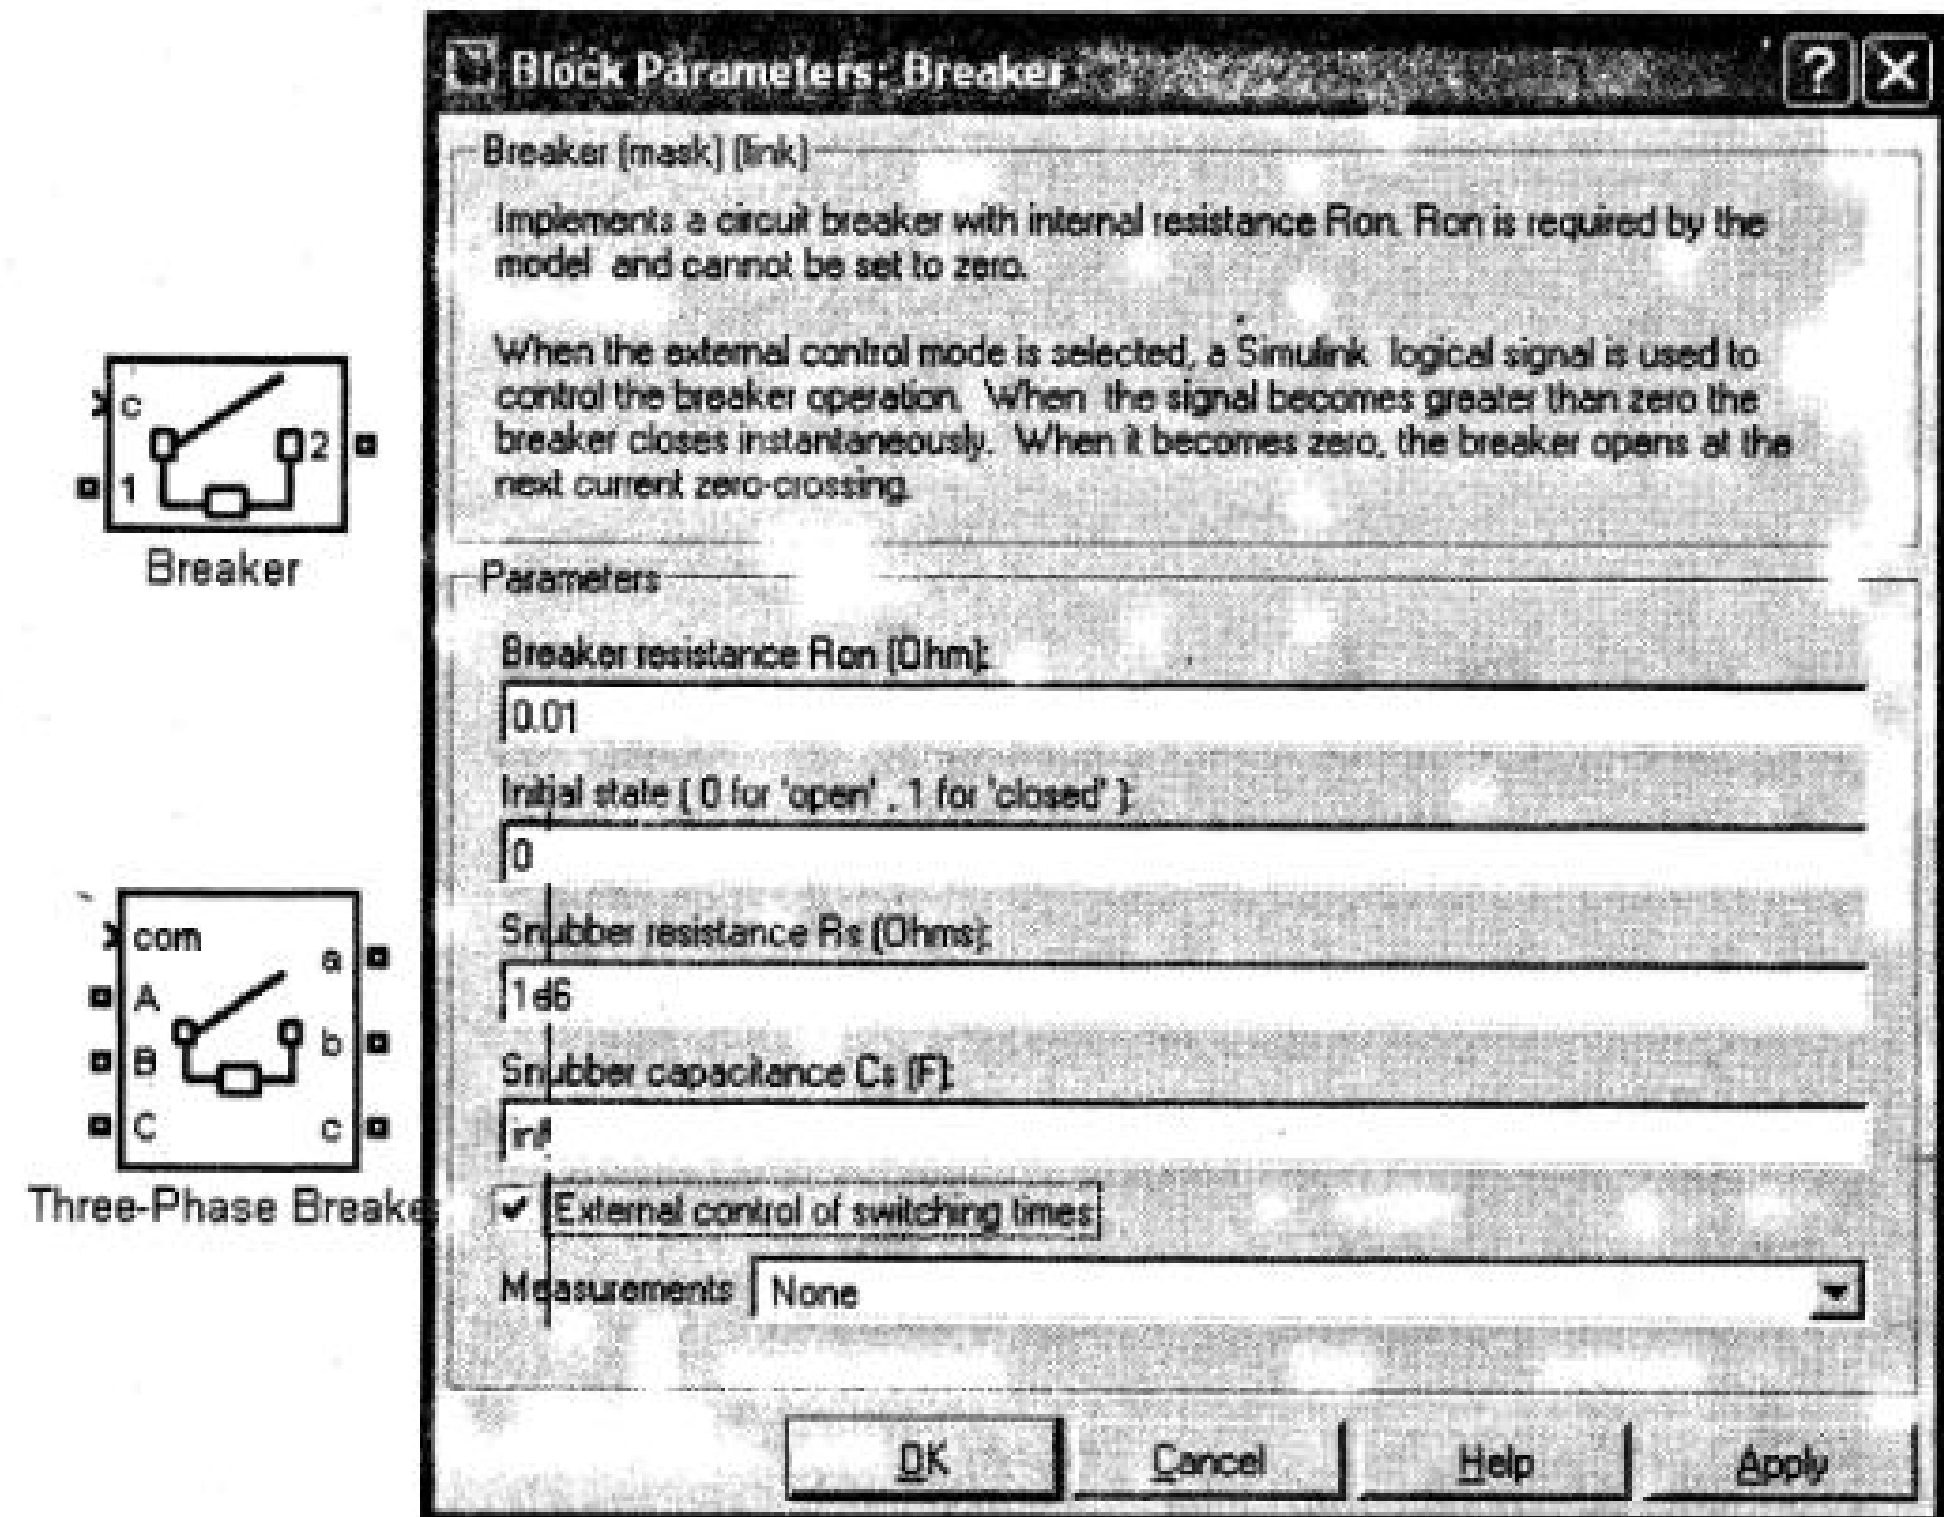 Block Parameters: Breaker
Breaker (mask) (link)
Implements a circuit breaker with internal resistance Ron. Ron is required by the
model and cannot be set to zero.
When the external control mode is selected, a Simulink logical signal is used to
control the breaker operation. When the signal becomes greater than zero the
breaker closes instantaneously. When it becomes zero, the breaker opens at the
next current zero-crossing.
Parameters
Breaker resistance Ron (Ohm):
0.01
Initial state ( 0 for 'open' , 1 for 'closed' ):
0
Snubber resistance Rs (Ohms):
1e6
Snubber capacitance Cs (F):
inf
External control of switching times
Measurements None
OK Cancel Help Apply
c
2
1
Breaker
com
a
A
b
B
C
c
Three-Phase Breake